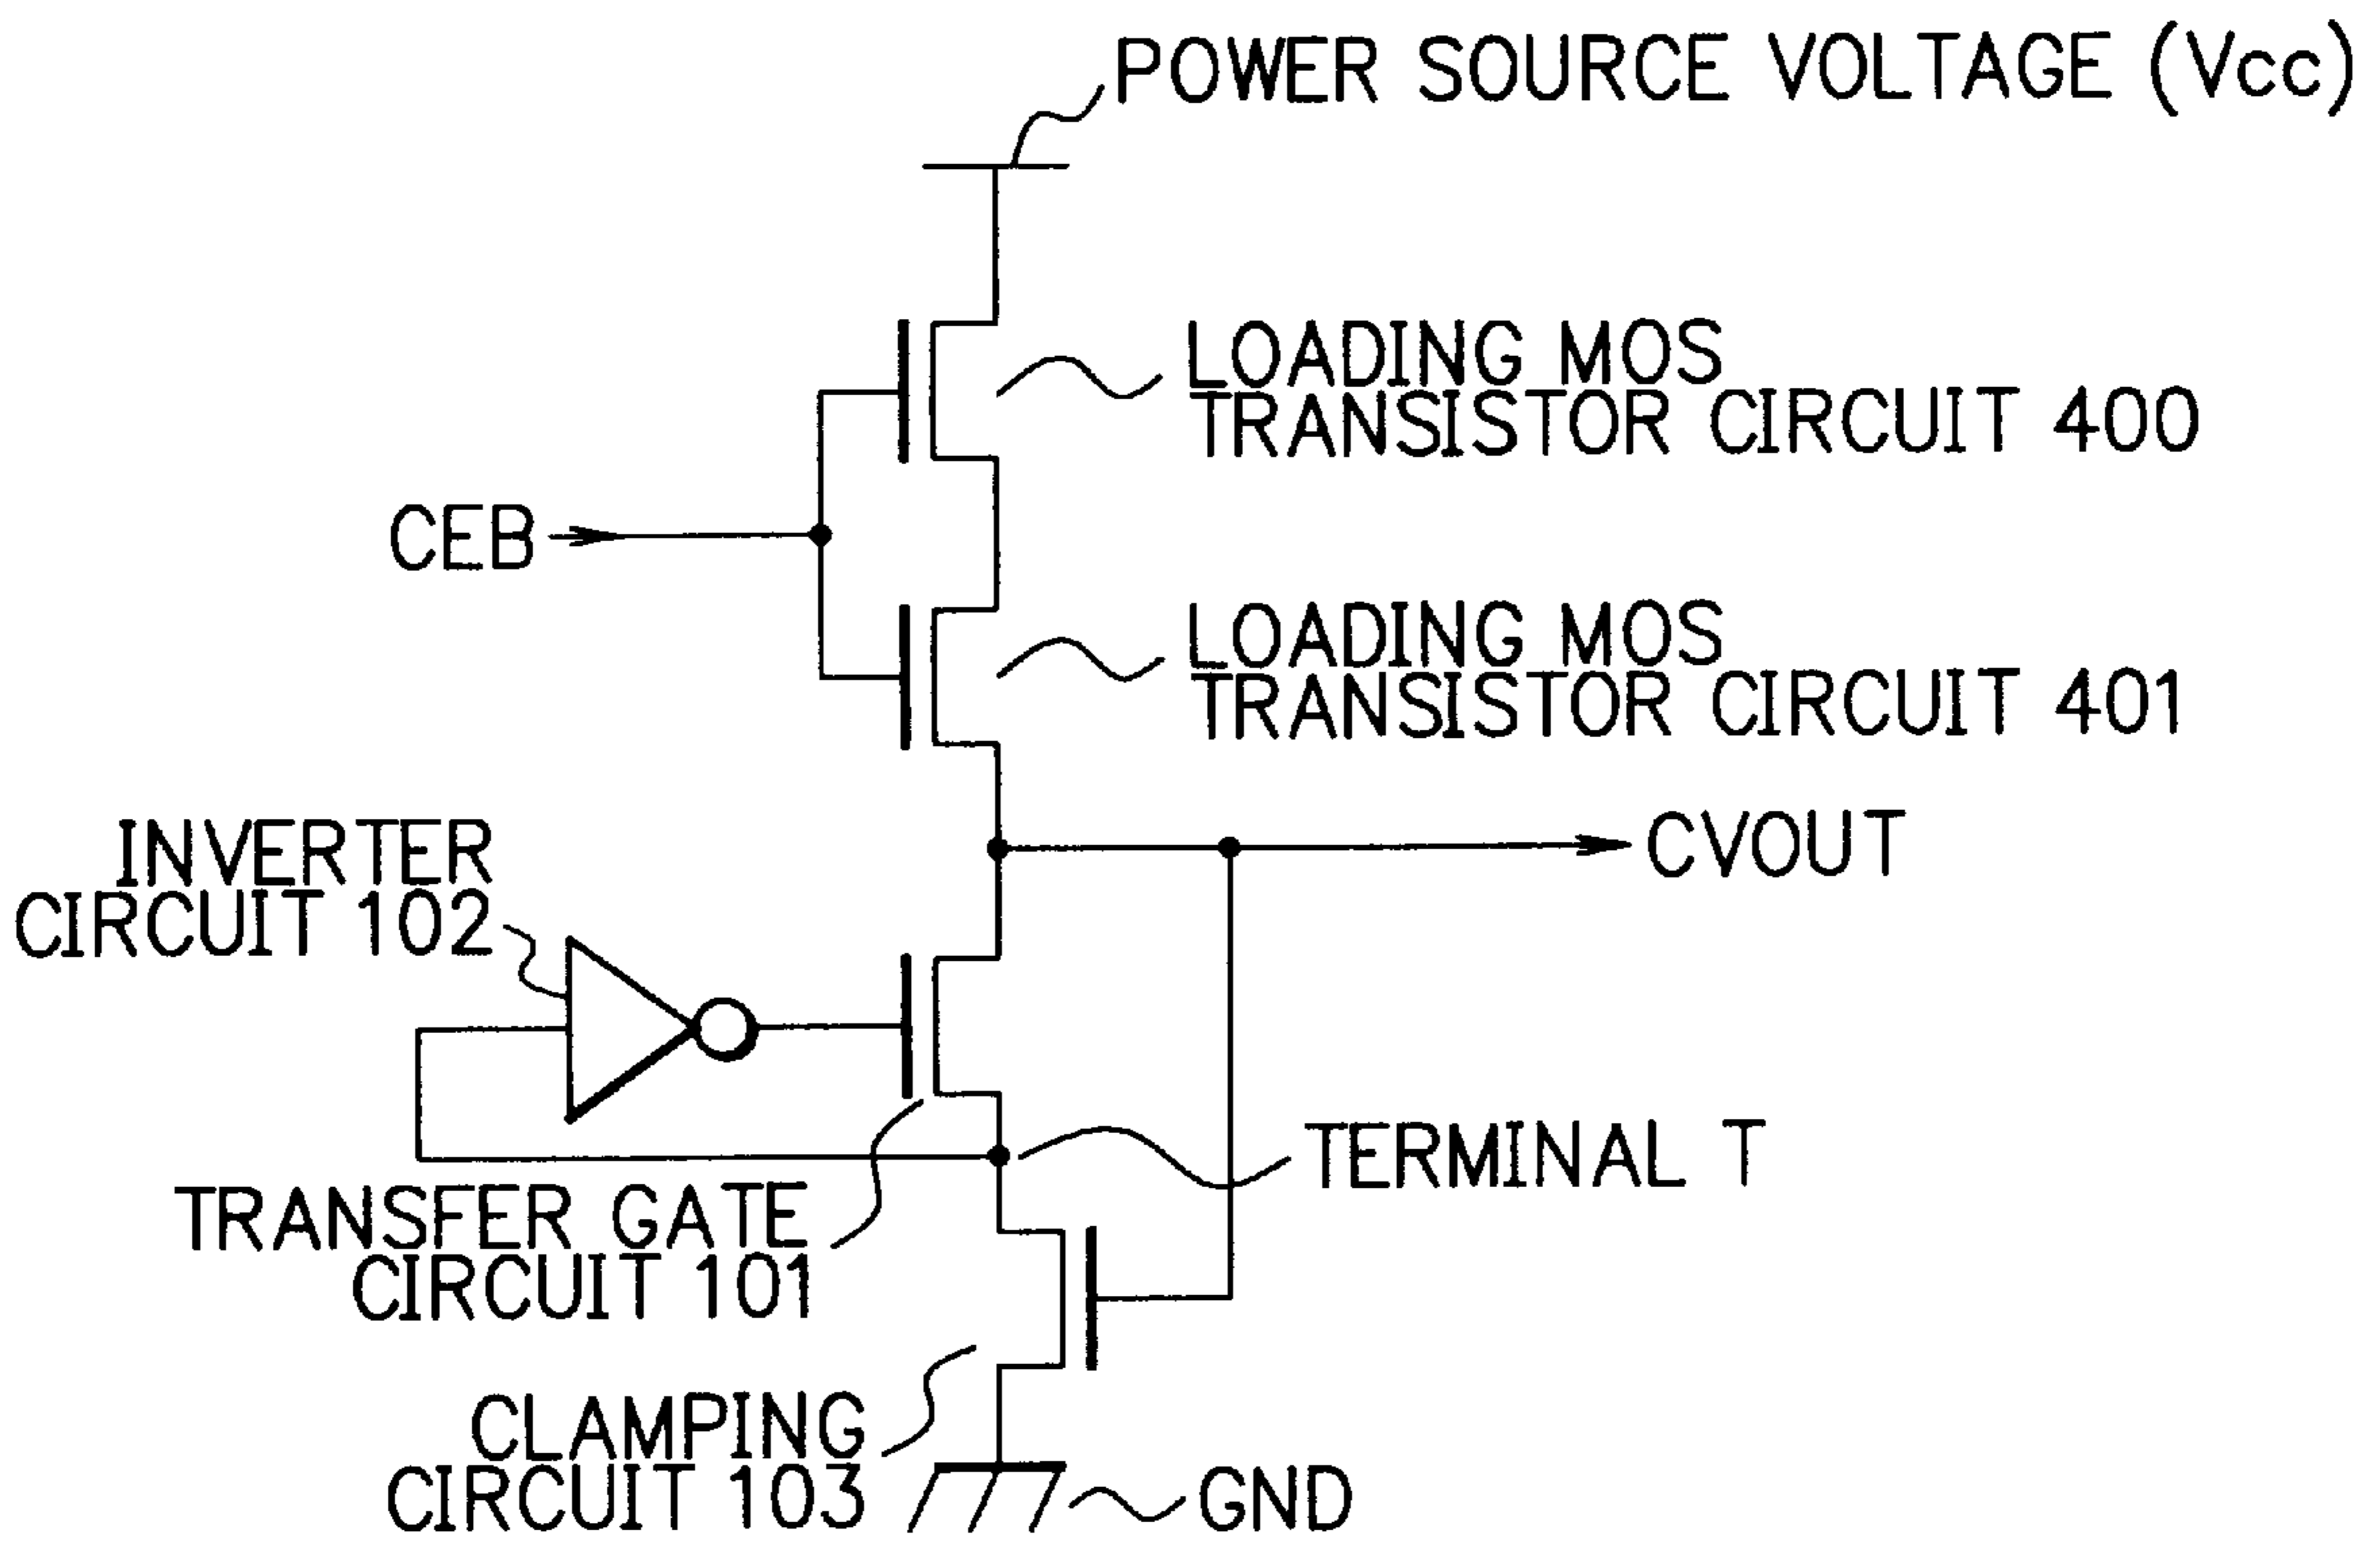 POWER SOURCE VOLTAGE (Vcc)
LOADING MOS
TRANSISTOR CIRCUIT 400
CEB
LOADING MOS
TRANSISTOR CIRCUIT 401
INVERTER
CIRCUIT 102
CVOUT
TERMINAL T
TRANSFER GATE
CIRCUIT 101
CLAMPING
CIRCUIT 103
GND